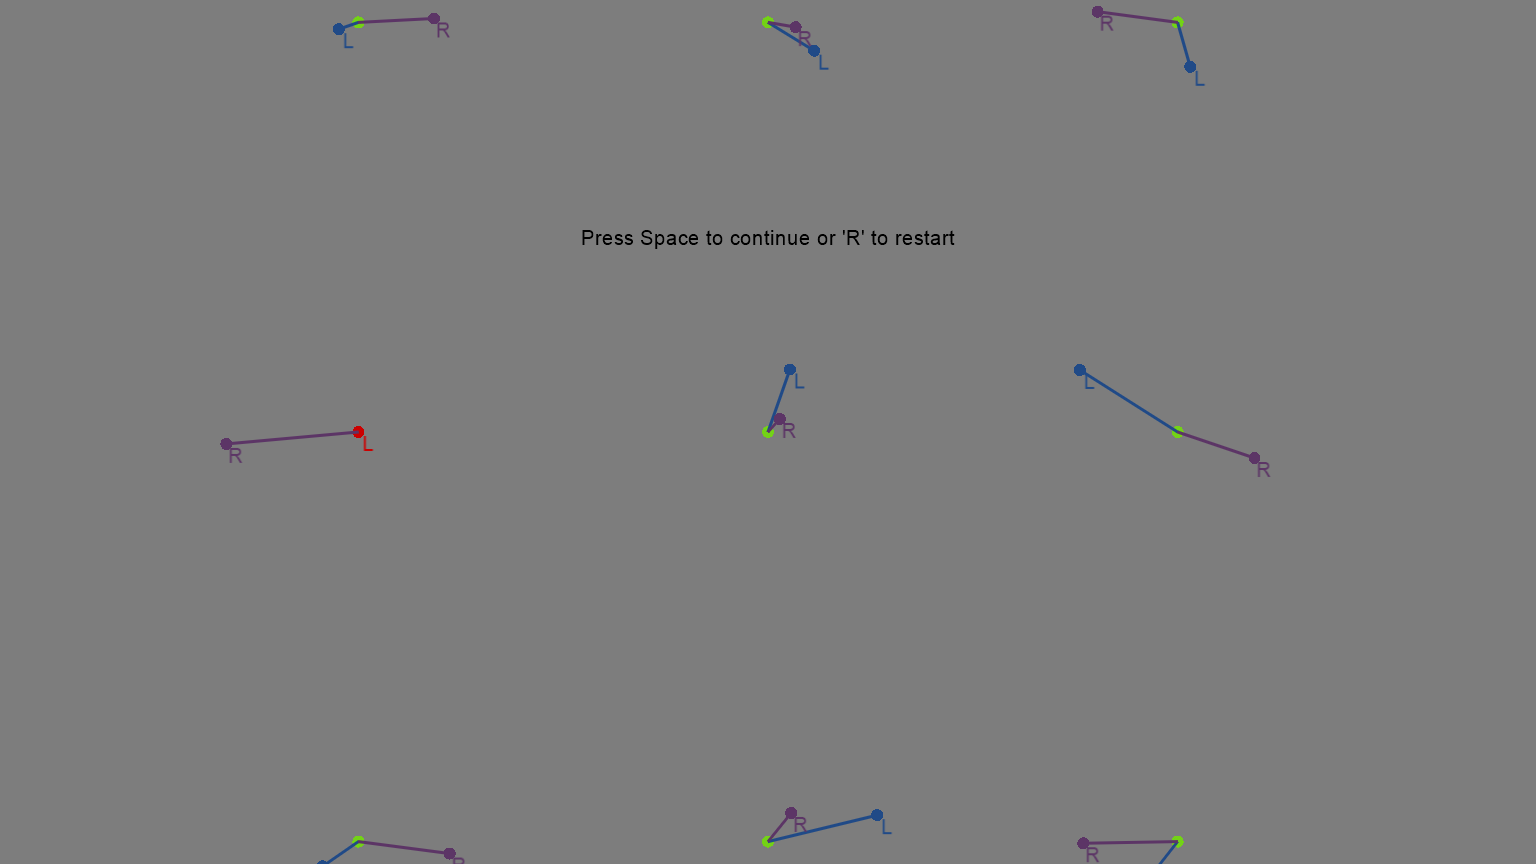 L R
R L
R L
Press Space to continue or 'R' to restart
L R
L R
R L
R L
R R